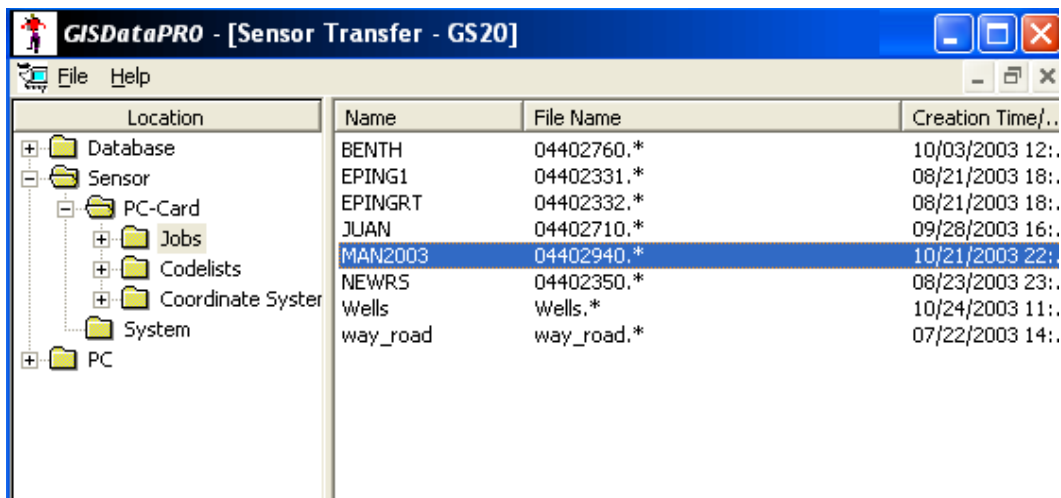 GISDataPRO - [Sensor Transfer - GS20]
File Help
Location
Database
Sensor
PC-Card
Jobs
Codelists
Coordinate System
System
PC
Name File Name Creation Time/...
BENTH 04402760.* 10/03/2003 12:.
EPING1 04402331.* 08/21/2003 18:.
EPINGRT 04402332.* 08/21/2003 18:.
JUAN 04402710.* 09/28/2003 16:.
MAN2003 04402940.* 10/21/2003 22:.
NEWRS 04402350.* 08/23/2003 23:.
Wells Wells.* 10/24/2003 11:.
way_road way_road.* 07/22/2003 14:.